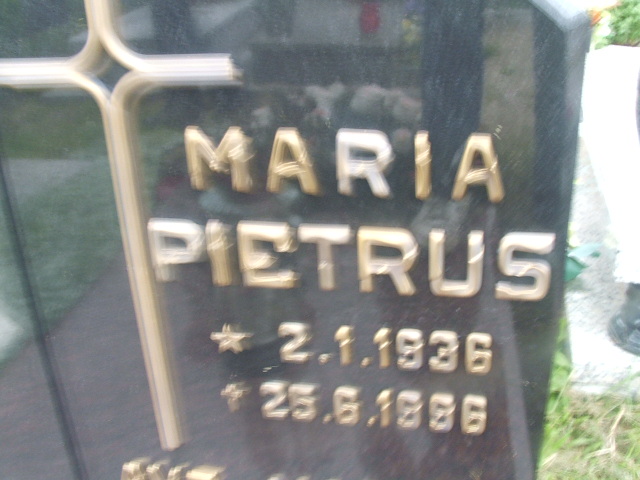 MARIA
PIETRUS
* 2.1.1936
† 25.6.1996